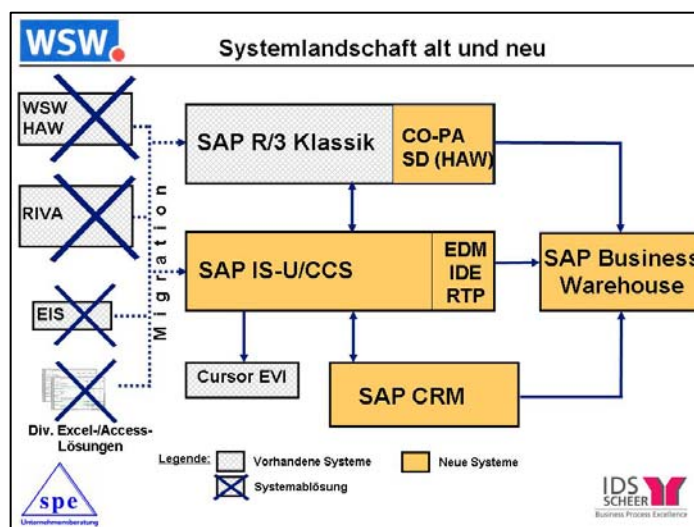 WSW.
Systemlandschaft alt und neu
WSW
HAW
RIVA
EIS
Div. Excel-/Access-
Lösungen
Migration
SAP R/3 Klassik
CO-PA
SD (HAW)
SAP IS-U/CCS
EDM
IDE
RTP
SAP Business
Warehouse
Cursor EVI
SAP CRM
Legende:
Vorhandene Systeme
Neue Systeme
Systemablösung
spe
Unternehmensberatung
IDS
SCHEER
Business Process Excellence